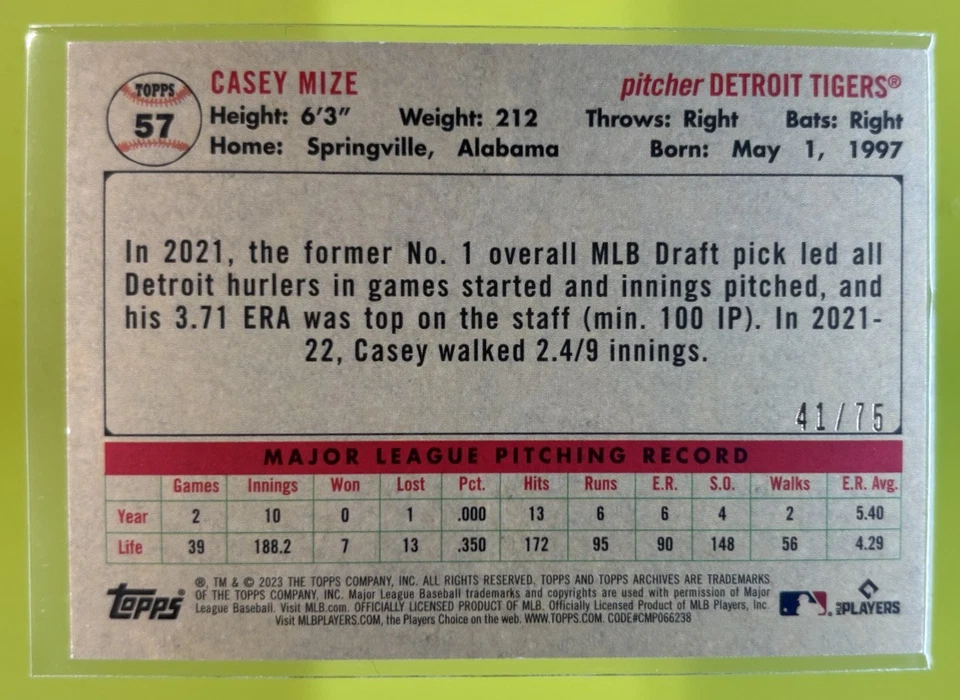 TOPPS
57
CASEY MIZE pitcher DETROIT TIGERS®
Height: 6'3" Weight: 212 Throws: Right Bats: Right
Home: Springville, Alabama Born: May 1, 1997
In 2021, the former No. 1 overall MLB Draft pick led all
Detroit hurlers in games started and innings pitched, and
his 3.71 ERA was top on the staff (min. 100 IP). In 2021-
22, Casey walked 2.4/9 innings.
41/75
MAJOR LEAGUE PITCHING RECORD
Games Innings Won Lost Pct. Hits Runs E.R. S.O. Walks E.R. Avg.
Year 2 10 0 1 .000 13 6 6 4 2 5.40
Life 39 188.2 7 13 .350 172 95 90 148 56 4.29
Topps
®, TM & © 2023 THE TOPPS COMPANY, INC. ALL RIGHTS RESERVED. TOPPS AND TOPPS ARCHIVES ARE TRADEMARKS
OF THE TOPPS COMPANY, INC. Major League Baseball trademarks and copyrights are used with permission of Major
League Baseball. Visit MLB.com. OFFICIALLY LICENSED PRODUCT OF MLB. Officially Licensed Product of MLB Players, Inc.
Visit MLBPLAYERS.COM, the Players Choice on the web. WWW.TOPPS.COM. CODE#CMP066238
MLB PLAYERS